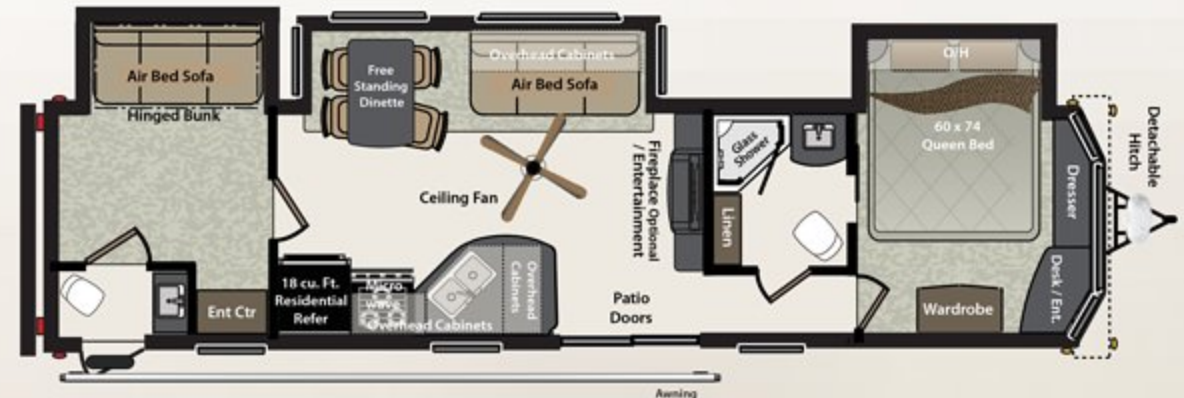 Air Bed Sofa
Hinged Bunk
Ent Ctr
Free
Standing
Dinette
Overhead Cabinets
Air Bed Sofa
Ceiling Fan
18 cu. Ft.
Residential
Refer
Micro
wave
Overhead Cabinets
Overhead
Cabinets
Fireplace Optional
/ Entertainment
Patio
Doors
Glass
Shower
Linen
O/H
60 x 74
Queen Bed
Wardrobe
Dresser
Desk / Ent.
Detachable
Hitch
Awning